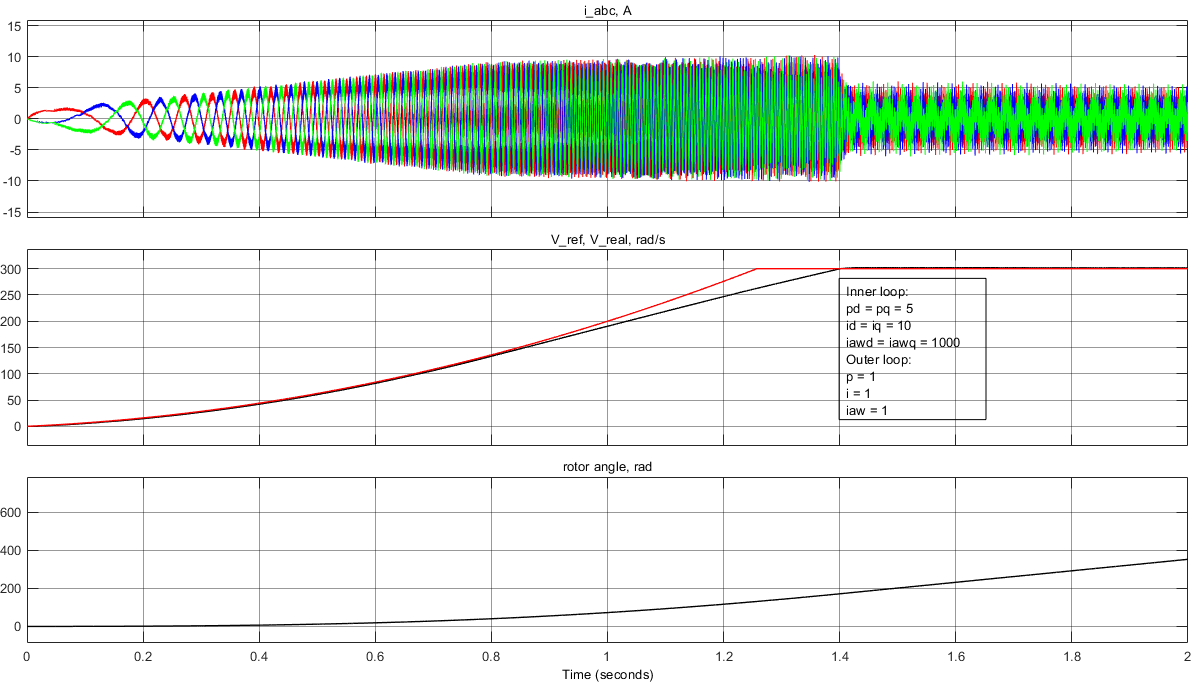 i_abc, A
15
10
5
0
-5
-10
-15
V_ref, V_real, rad/s
300
250
200
150
100
50
0
Inner loop:
pd = pq = 5
id = iq = 10
iawd = iawq = 1000
Outer loop:
p = 1
i = 1
iaw = 1
rotor angle, rad
600
400
200
0
0 0.2 0.4 0.6 0.8 1 1.2 1.4 1.6 1.8 2
Time (seconds)